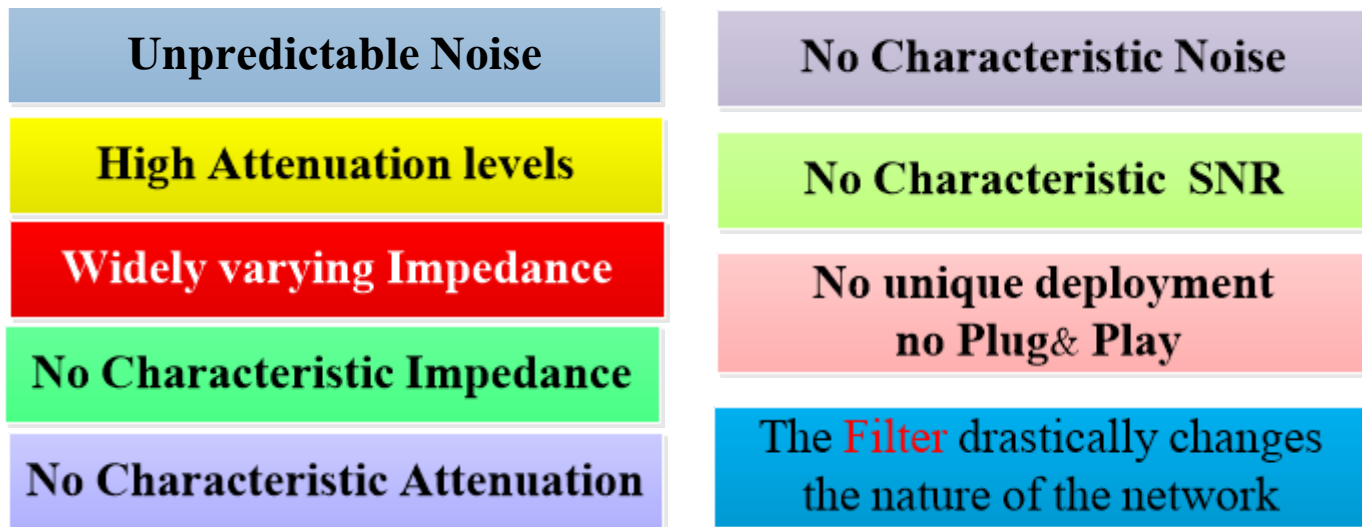 Unpredictable Noise
High Attenuation levels
Widely varying Impedance
No Characteristic Impedance
No Characteristic Attenuation
No Characteristic Noise
No Characteristic SNR
No unique deployment
no Plug& Play
The Filter drastically changes
the nature of the network